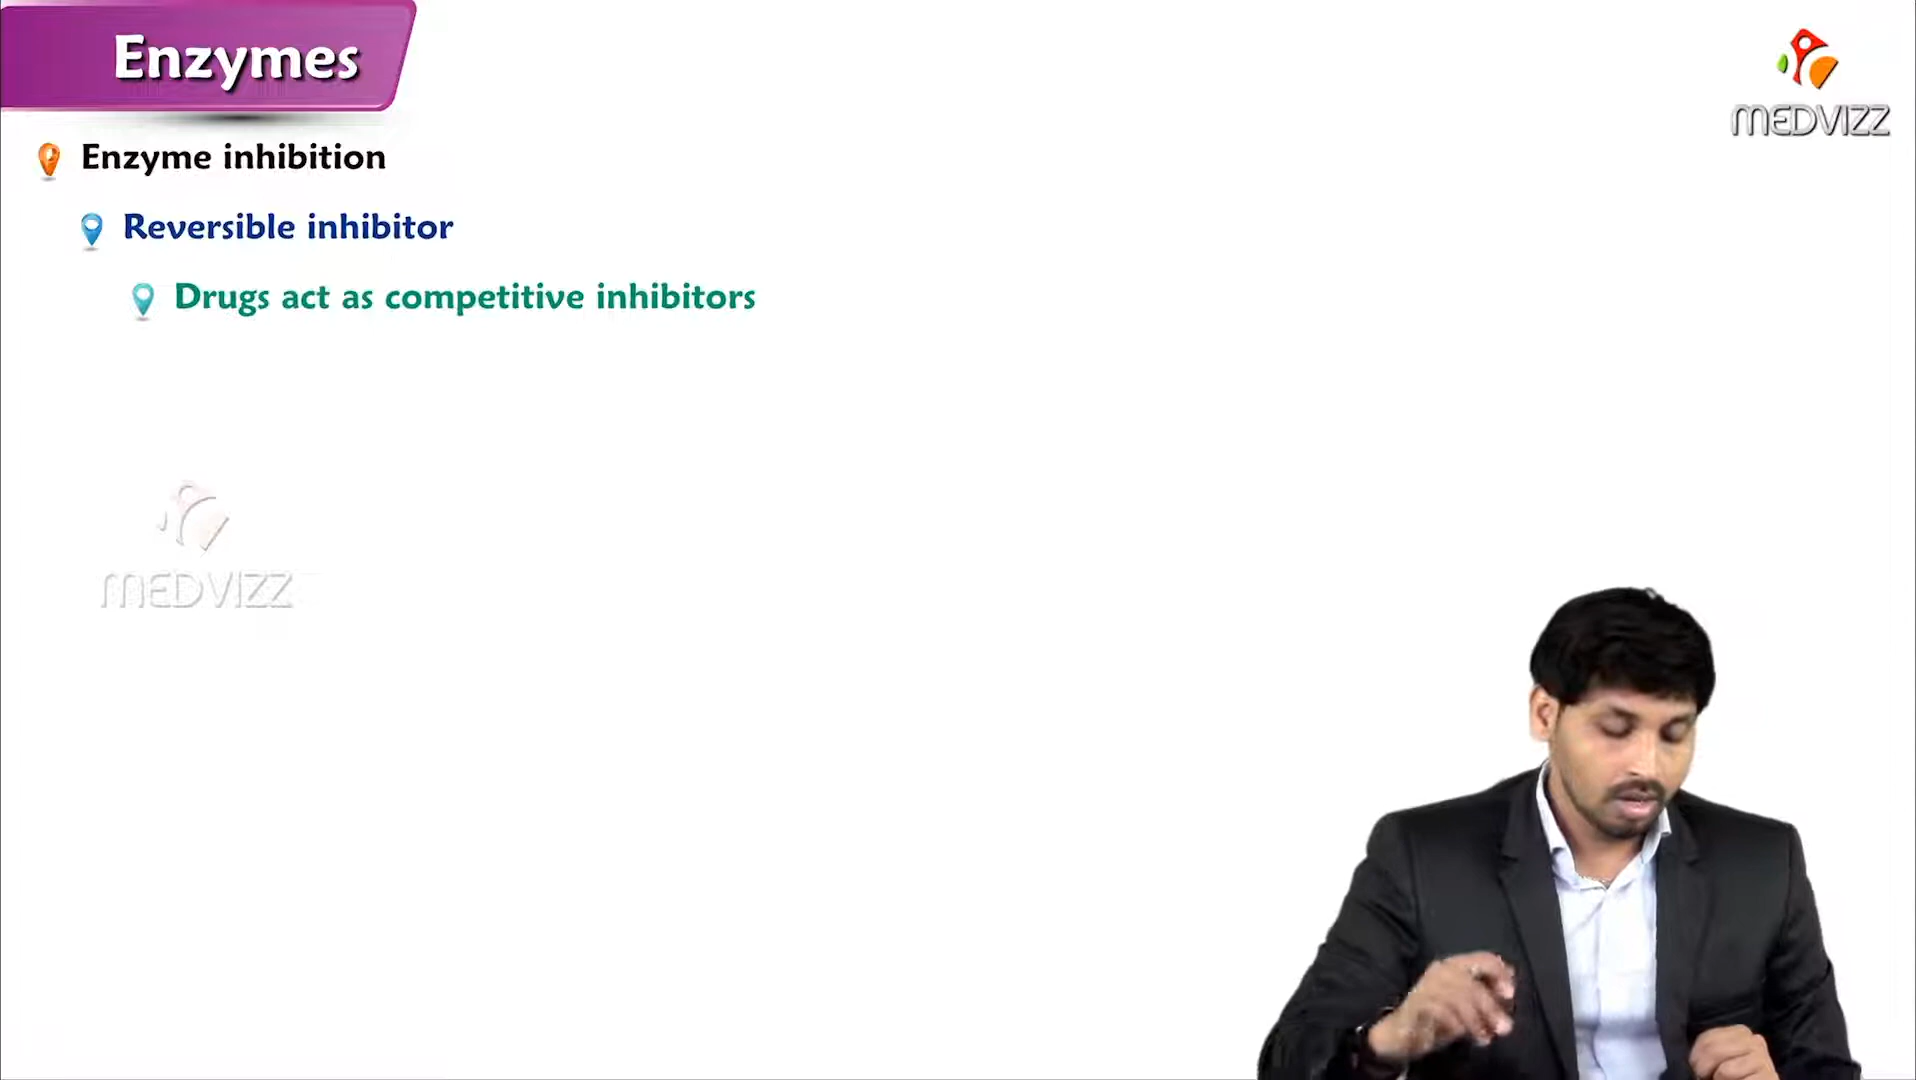 Enzymes
MEDVIZZ
Enzyme inhibition
Reversible inhibitor
Drugs act as competitive inhibitors
MEDVIZZ